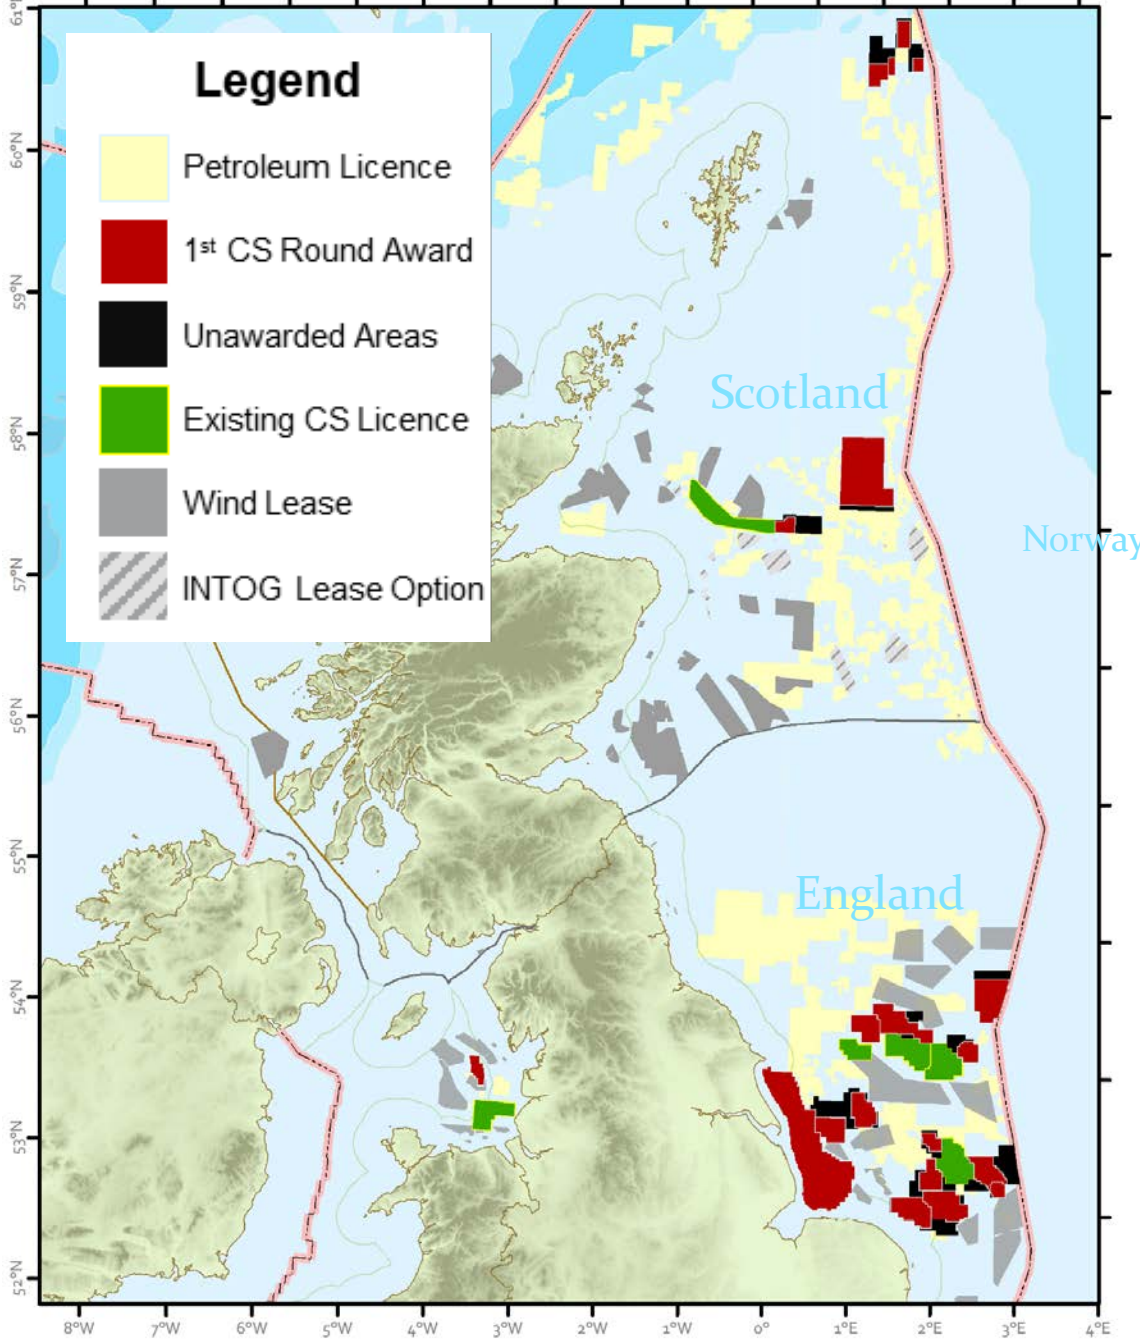 61°N
Legend
Petroleum Licence
1st CS Round Award
Unawarded Areas
Existing CS Licence
Wind Lease
INTOG Lease Option
60°N
59°N
58°N
57°N
56°N
55°N
54°N
53°N
52°N
Scotland
Norway
England
8°W 7°W 6°W 5°W 4°W 3°W 2°W 1°W 0° 1°E 2°E 3°E 4°E